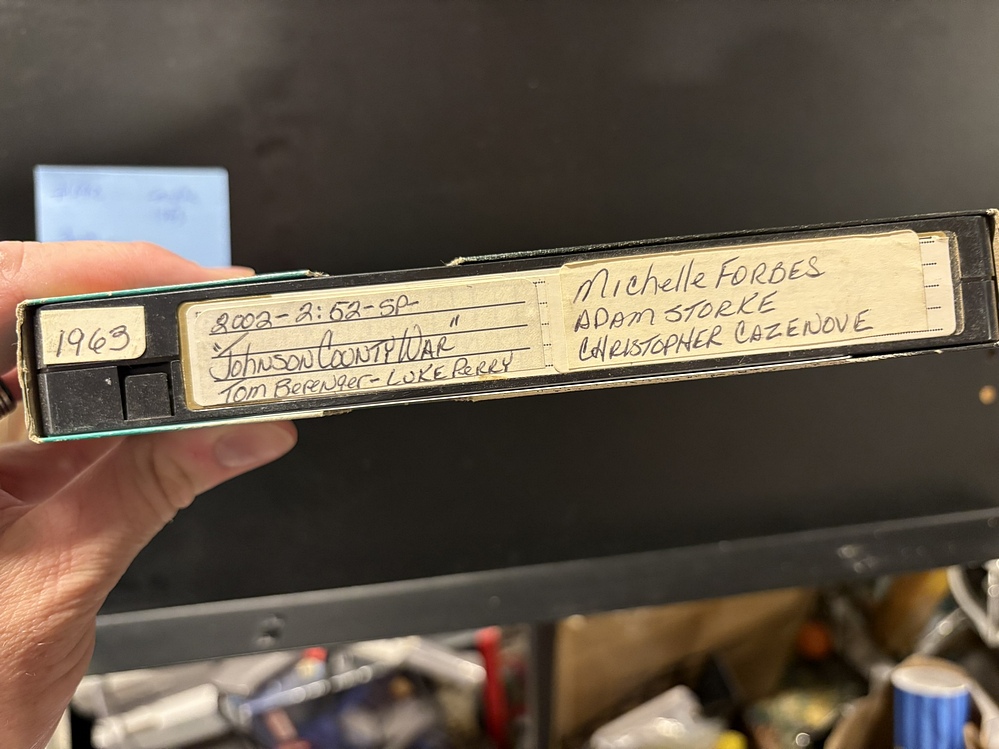 1963
2002-2:52-SP
"Johnson County War"
Tom Berenger-Luke Perry
Michelle FORBES
ADAM STORKE
CHRISTOPHER CAZENOVE